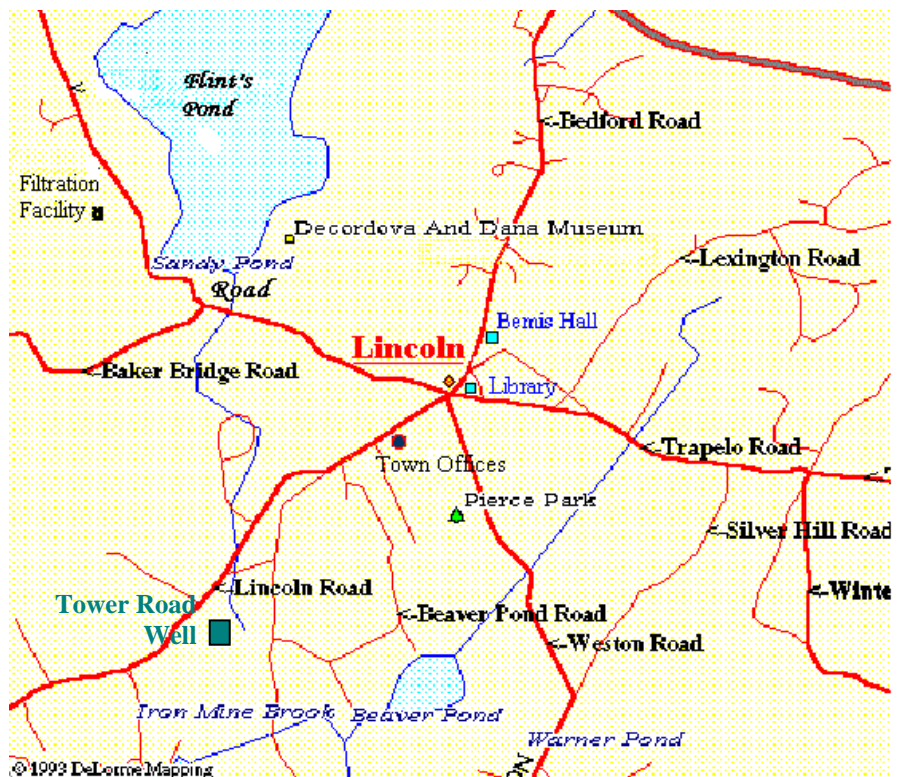 Flint's
Pond
<-Bedford Road
Filtration
Facility
Decordova And Dana Museum
Sandy Pond
<-Lexington Road
Road
Bemis Hall
Lincoln
<-Baker Bridge Road
Library
<-Trapelo Road
Town Offices
Pierce Park
<-Silver Hill Road
<-Lincoln Road
<-Winte
Tower Road
Well
<-Beaver Pond Road
<-Weston Road
Iron Mine Brook
Beaver Pond
Warner Pond
No
© 1993 DeLorme Mapping